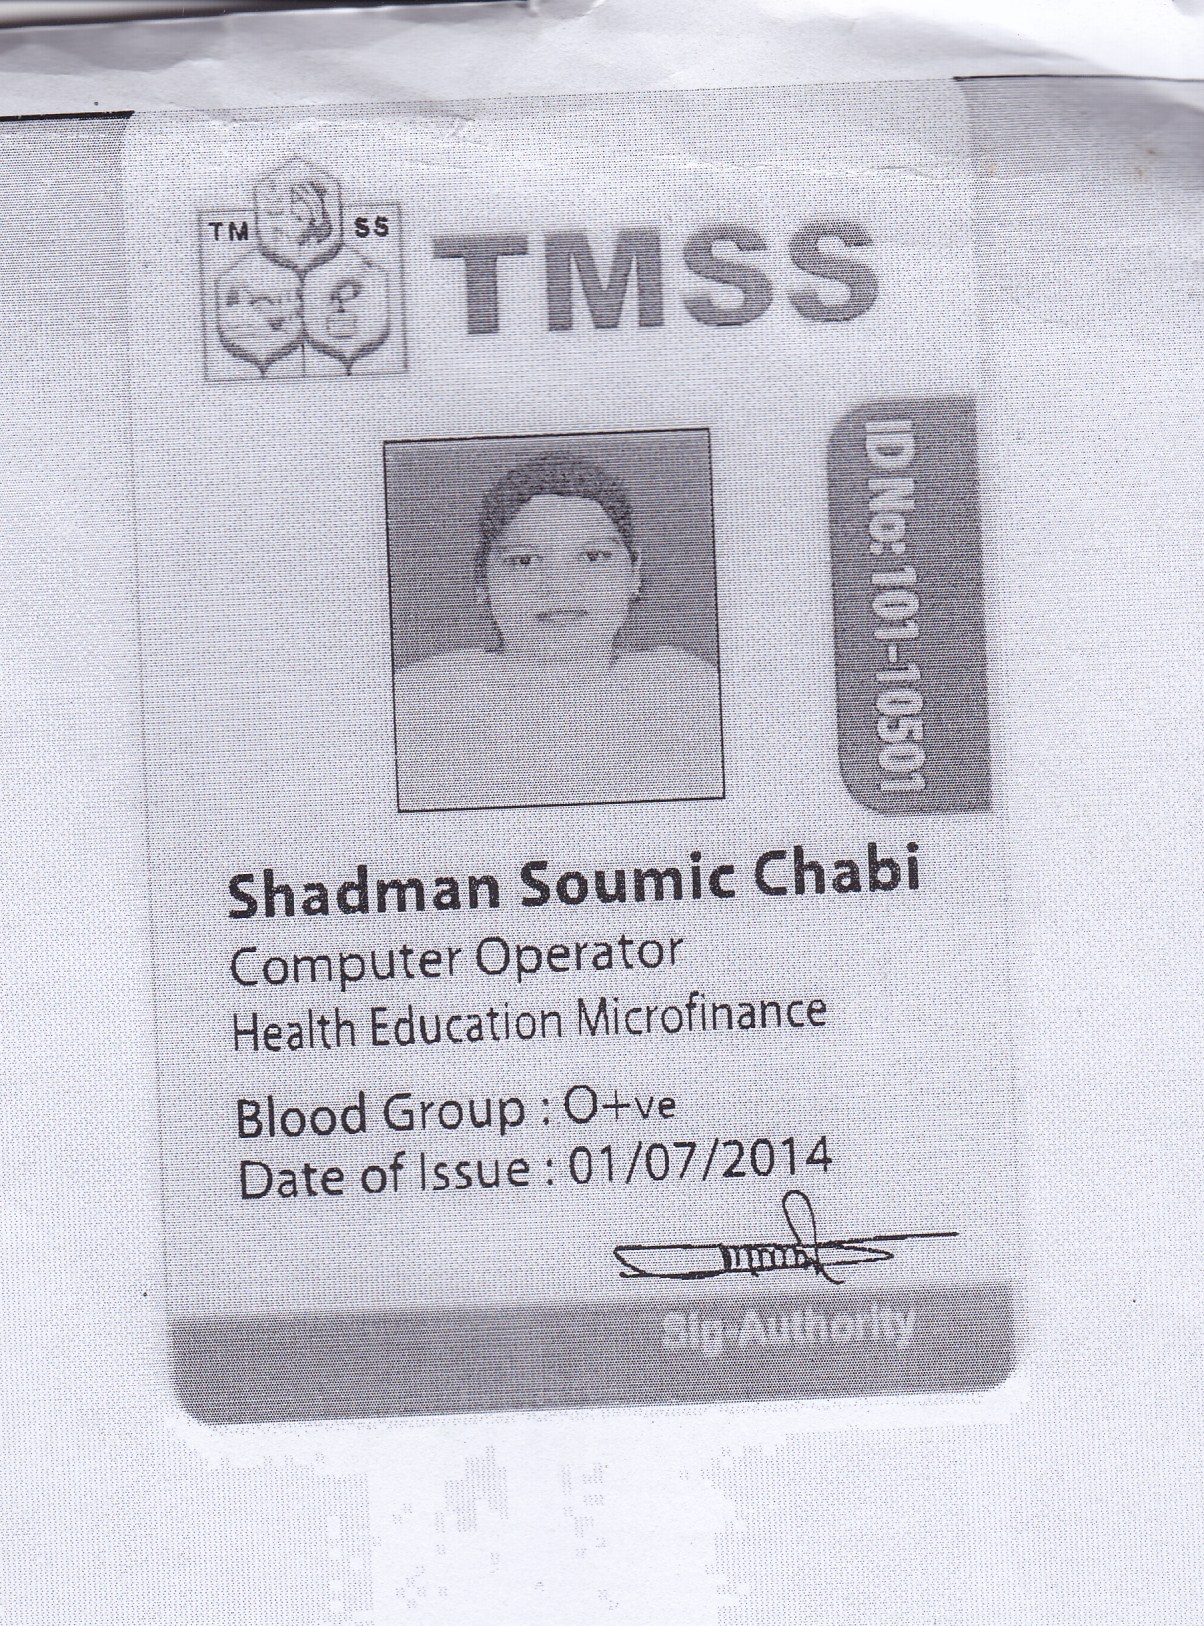 TM SS
TMSS
ID No: 101-10501
Shadman Soumic Chabi
Computer Operator
Health Education Microfinance
Blood Group : O+ve
Date of Issue : 01/07/2014
Sig Authority